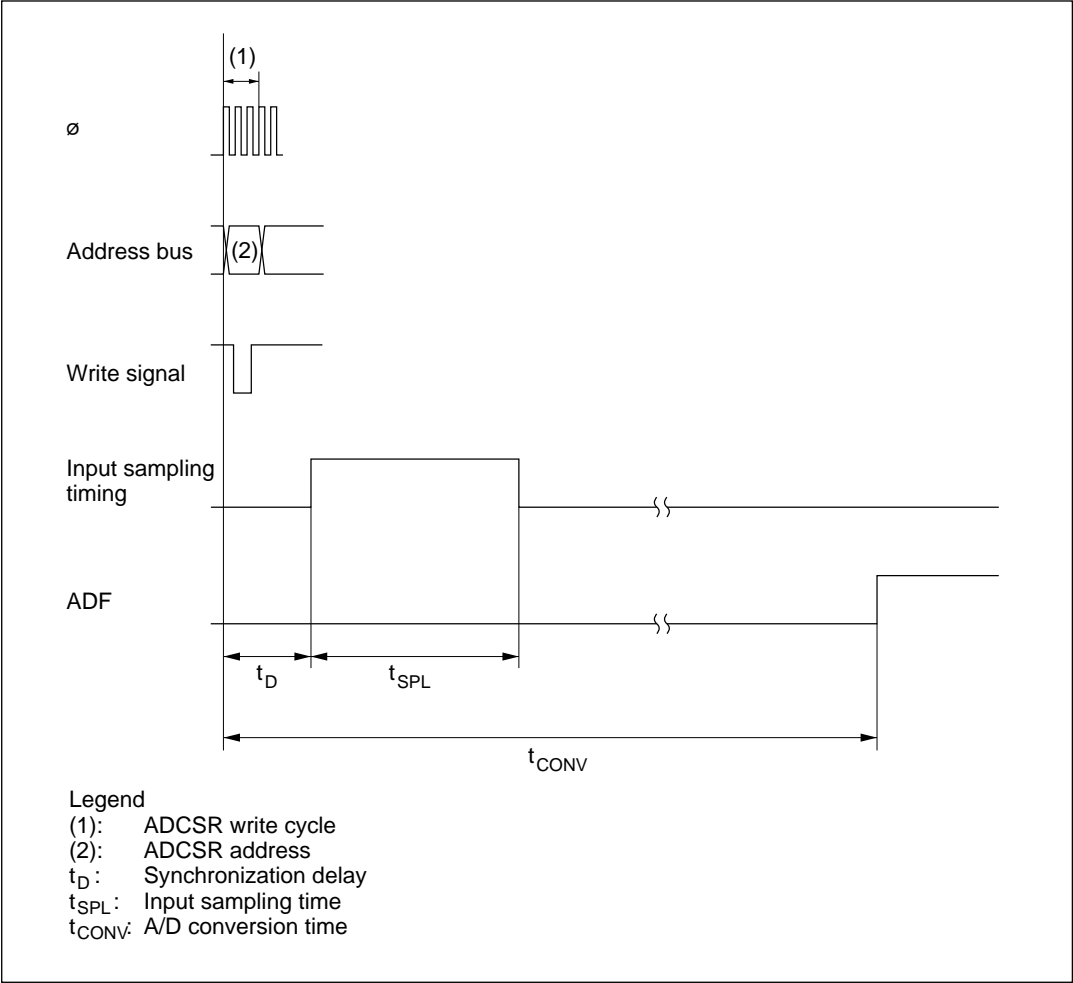 (1)
ø
Address bus
(2)
Write signal
Input sampling
timing
ADF
tD
tSPL
tCONV
Legend
(1): ADCSR write cycle
(2): ADCSR address
tD : Synchronization delay
tSPL : Input sampling time
tCONV: A/D conversion time